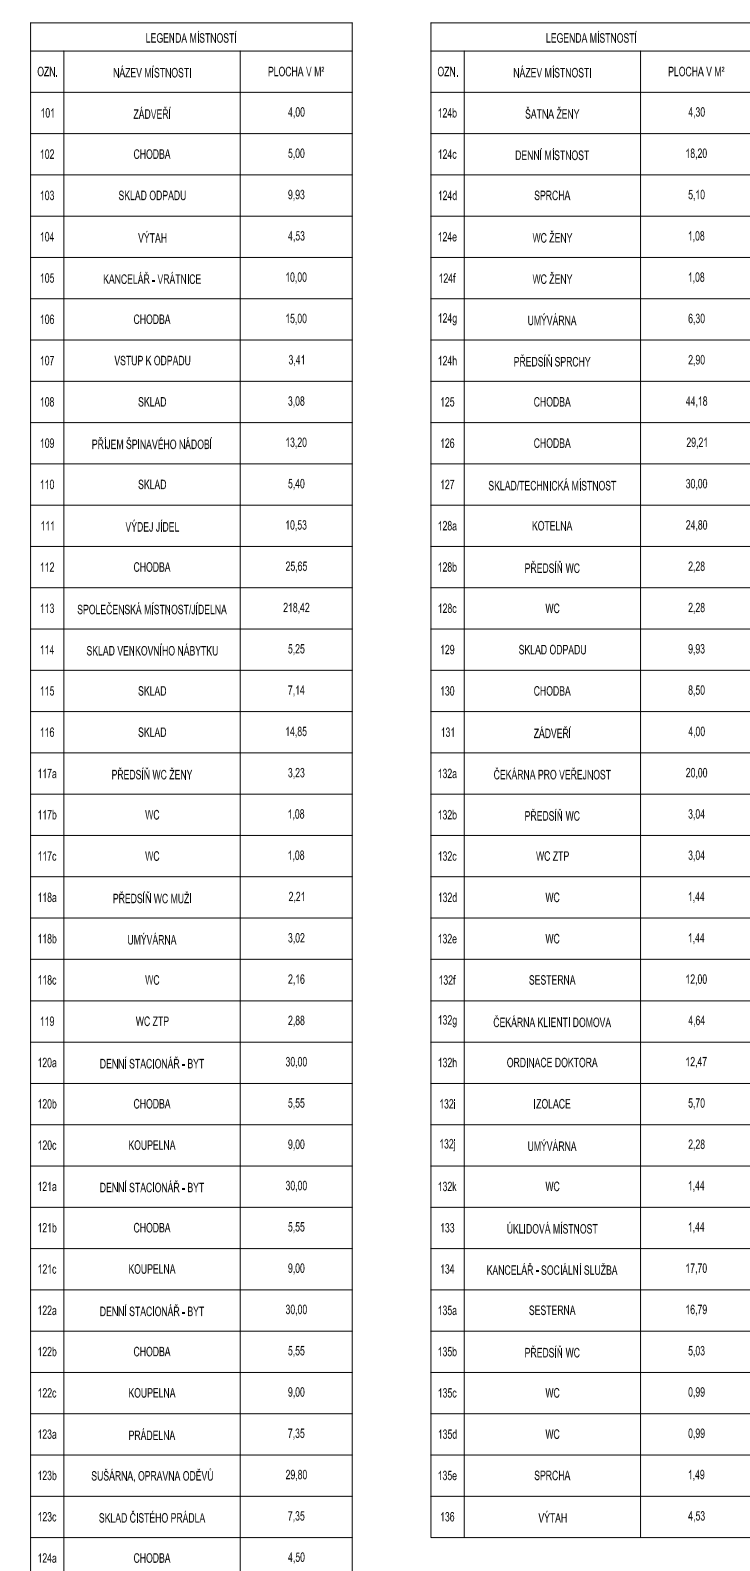 LEGENDA MÍSTNOSTÍ
OZN. NÁZEV MÍSTNOSTI PLOCHA V M²
101 ZÁDVEŘÍ 4,00
102 CHODBA 5,00
103 SKLAD ODPADU 9,93
104 VÝTAH 4,53
105 KANCELÁŘ - VRÁTNICE 10,00
106 CHODBA 15,00
107 VSTUP K ODPADU 3,41
108 SKLAD 3,08
109 PŘÍJEM ŠPINAVÉHO NÁDOBÍ 13,20
110 SKLAD 5,40
111 VÝDEJ JÍDEL 10,53
112 CHODBA 25,65
113 SPOLEČENSKÁ MÍSTNOST/JÍDELNA 218,42
114 SKLAD VENKOVNÍHO NÁBYTKU 5,25
115 SKLAD 7,14
116 SKLAD 14,85
117a PŘEDSÍŇ WC ŽENY 3,23
117b WC 1,08
117c WC 1,08
118a PŘEDSÍŇ WC MUŽI 2,21
118b UMÝVÁRNA 3,02
118c WC 2,16
119 WC ZTP 2,88
120a DENNÍ STACIONÁŘ - BYT 30,00
120b CHODBA 5,55
120c KOUPELNA 9,00
121a DENNÍ STACIONÁŘ - BYT 30,00
121b CHODBA 5,55
121c KOUPELNA 9,00
122a DENNÍ STACIONÁŘ - BYT 30,00
122b CHODBA 5,55
122c KOUPELNA 9,00
123a PRÁDELNA 7,35
123b SUŠÁRNA, OPRAVNA ODĚVŮ 29,80
123c SKLAD ČISTÉHO PRÁDLA 7,35
124a CHODBA 4,50
LEGENDA MÍSTNOSTÍ
OZN. NÁZEV MÍSTNOSTI PLOCHA V M²
124b ŠATNA ŽENY 4,30
124c DENNÍ MÍSTNOST 18,20
124d SPRCHA 5,10
124e WC ŽENY 1,08
124f WC ŽENY 1,08
124g UMÝVÁRNA 6,30
124h PŘEDSÍŇ SPRCHY 2,90
125 CHODBA 44,18
126 CHODBA 29,21
127 SKLAD/TECHNICKÁ MÍSTNOST 30,00
128a KOTELNA 24,80
128b PŘEDSÍŇ WC 2,28
128c WC 2,28
129 SKLAD ODPADU 9,93
130 CHODBA 8,50
131 ZÁDVEŘÍ 4,00
132a ČEKÁRNA PRO VEŘEJNOST 20,00
132b PŘEDSÍŇ WC 3,04
132c WC ZTP 3,04
132d WC 1,44
132e WC 1,44
132f SESTERNA 12,00
132g ČEKÁRNA KLIENTI DOMOVA 4,64
132h ORDINACE DOKTORA 12,47
132i IZOLACE 5,70
132j UMÝVÁRNA 2,28
132k WC 1,44
133 ÚKLIDOVÁ MÍSTNOST 1,44
134 KANCELÁŘ - SOCIÁLNÍ SLUŽBA 17,70
135a SESTERNA 16,79
135b PŘEDSÍŇ WC 5,03
135c WC 0,99
135d WC 0,99
135e SPRCHA 1,49
136 VÝTAH 4,53